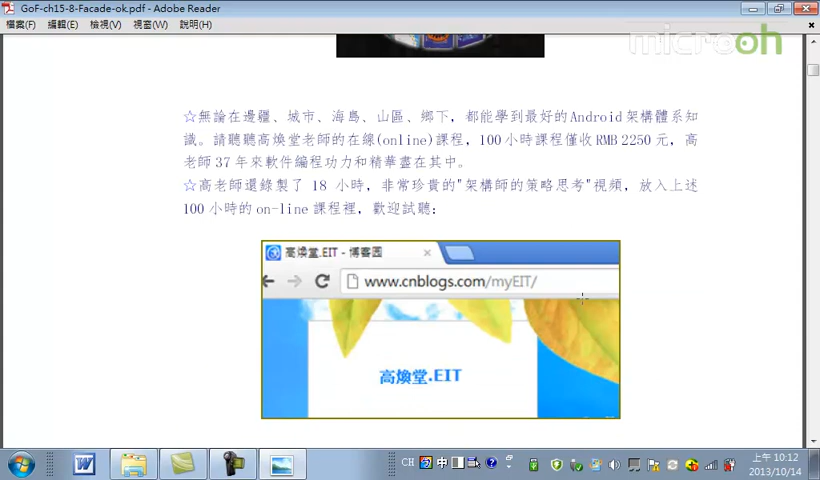 GoF-ch15-8-Facade-ok.pdf - Adobe Reader
檔案(F) 編輯(E) 檢視(V) 視窗(W) 說明(H)
microoh
☆無論在邊疆、城市、海島、山區、鄉下，都能學到最好的Android架構體系知
識。請聽聽高煥堂老師的在線(online)課程，100小時課程僅收RMB 2250元，高
老師37年來軟件編程功力和精華盡在其中。
☆高老師還錄製了 18 小時，非常珍貴的"架構師的策略思考"視頻，放入上述
100小時的on-line課程裡，歡迎試聽：
高煥堂.EIT - 博客园
www.cnblogs.com/myEIT/
高煥堂.EIT
CH 中
上午 10:12
2013/10/14